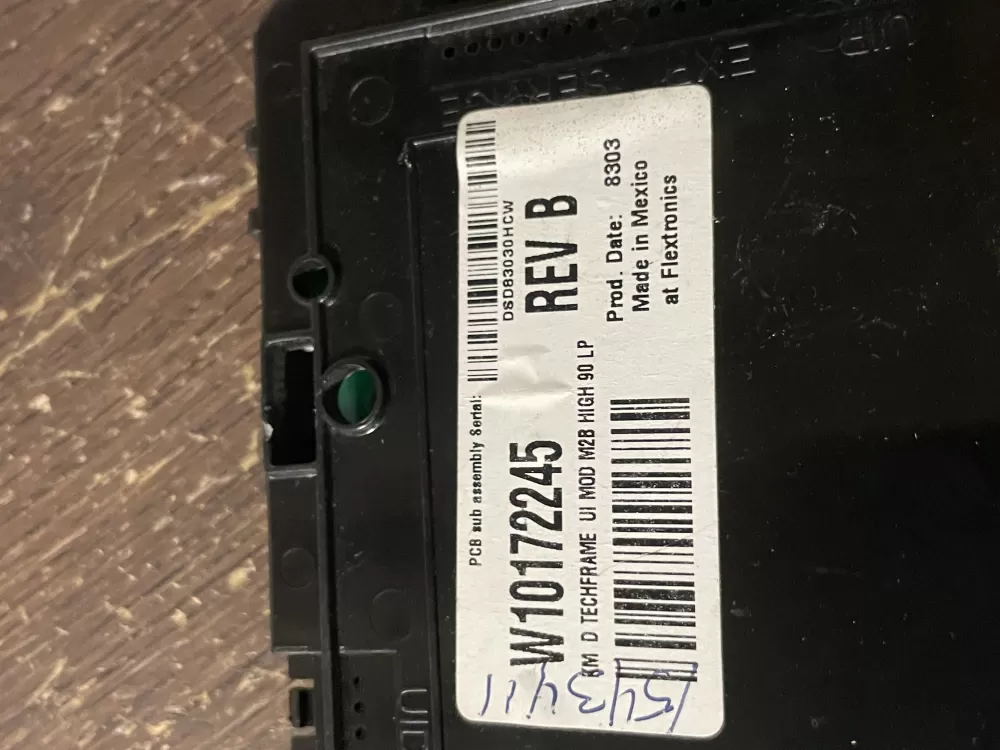 PCB sub assembly Serial:
DSD83030HCW
W10172245 REV B
KM D TECHFRAME UI MOD M2B HIGH 90 LP
Prod. Date: 8303
Made in Mexico
at Flextronics